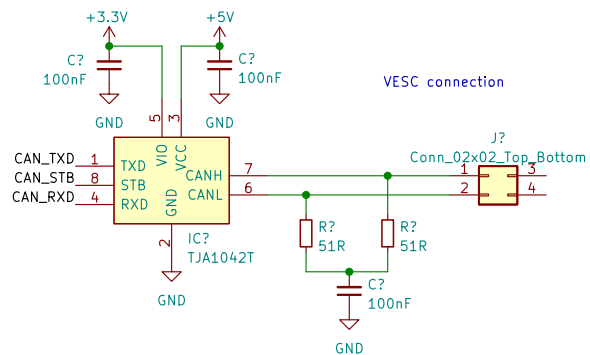 +3.3V
+5V
C?
100nF
C?
100nF
VESC connection
GND
GND
5
3
J?
Conn_02x02_Top_Bottom
CAN_TXD
1
TXD
VIO
VCC
CANH
7
1
3
CAN_STB
8
STB
CANL
6
2
4
CAN_RXD
4
RXD
GND
2
IC?
TJA1042T
R?
51R
R?
51R
GND
C?
100nF
GND